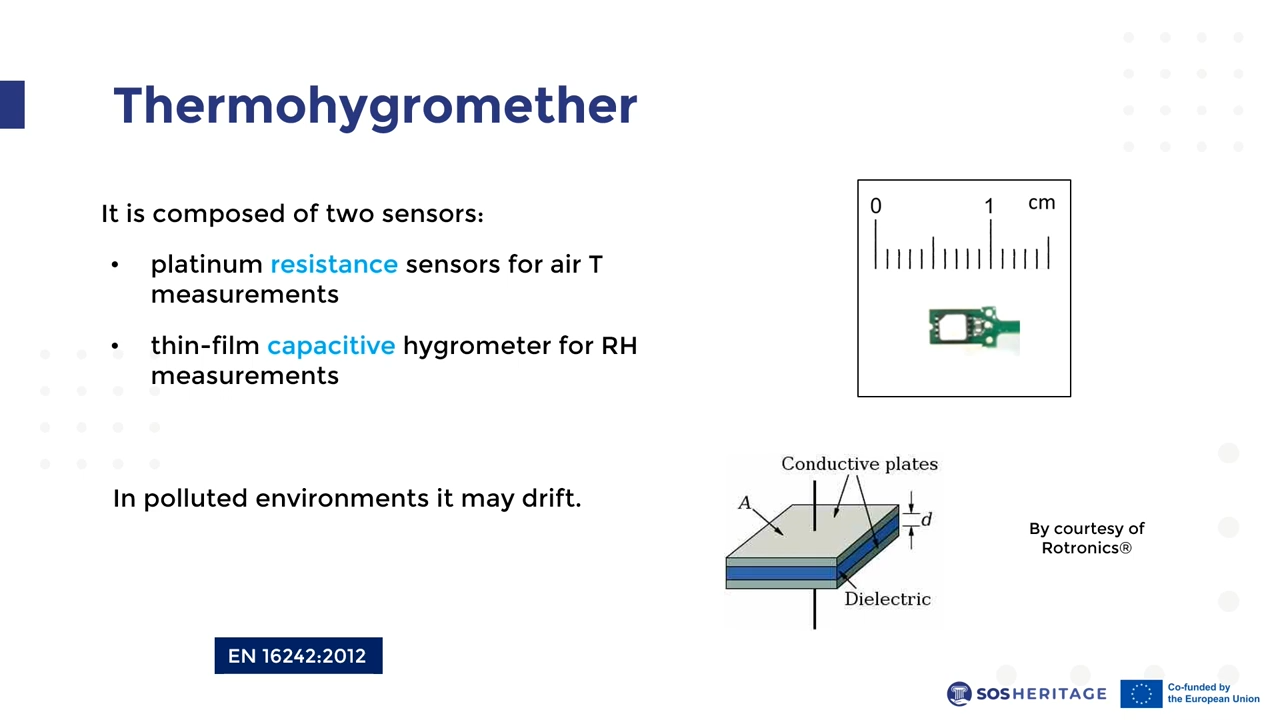 Thermohygromether
It is composed of two sensors:
• platinum resistance sensors for air T
measurements
• thin-film capacitive hygrometer for RH
measurements
In polluted environments it may drift.
EN 16242:2012
0 1 cm
Conductive plates
A
d
Dielectric
By courtesy of
Rotronics®
SOSHERITAGE
Co-funded by
the European Union